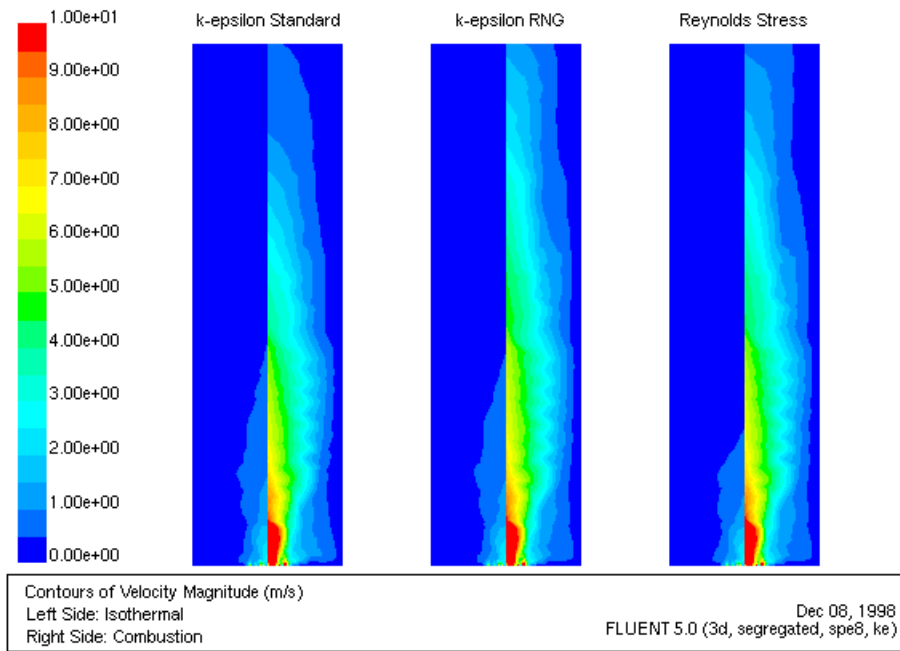 k-epsilon Standard
k-epsilon RNG
Reynolds Stress
1.00e+01
9.00e+00
8.00e+00
7.00e+00
6.00e+00
5.00e+00
4.00e+00
3.00e+00
2.00e+00
1.00e+00
0.00e+00
Contours of Velocity Magnitude (m/s)
Left Side: Isothermal
Right Side: Combustion
Dec 08, 1998
FLUENT 5.0 (3d, segregated, spe8, ke)